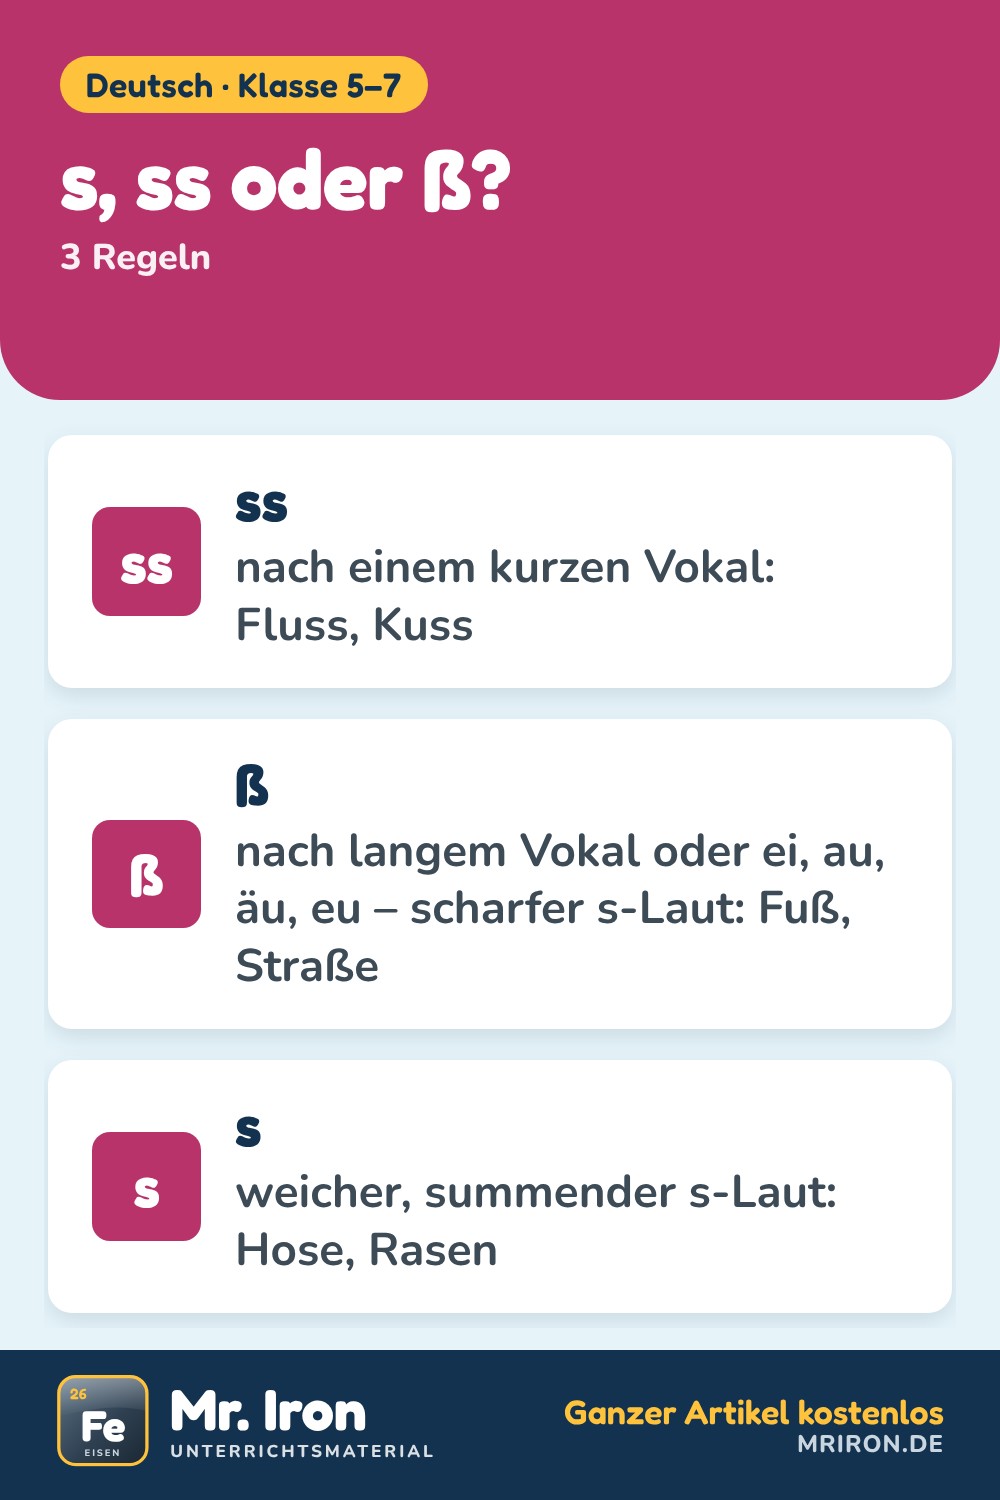 Deutsch · Klasse 5–7
s, ss oder ß?
3 Regeln
ss
ss
nach einem kurzen Vokal:
Fluss, Kuss
ß
ß
nach langem Vokal oder ei, au,
äu, eu – scharfer s-Laut: Fuß,
Straße
s
s
weicher, summender s-Laut:
Hose, Rasen
26
Fe
EISEN
Mr. Iron
UNTERRICHTSMATERIAL
Ganzer Artikel kostenlos
MRIRON.DE